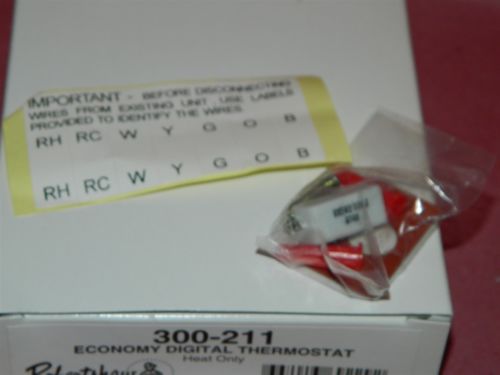 IMPORTANT - BEFORE DISCONNECTING
WIRES FROM EXISTING UNIT, USE LABELS
PROVIDED TO IDENTIFY THE WIRES
RH RC W Y G O B
RH RC W Y G O B
300-211
ECONOMY DIGITAL THERMOSTAT
Heat Only
Robertshaw